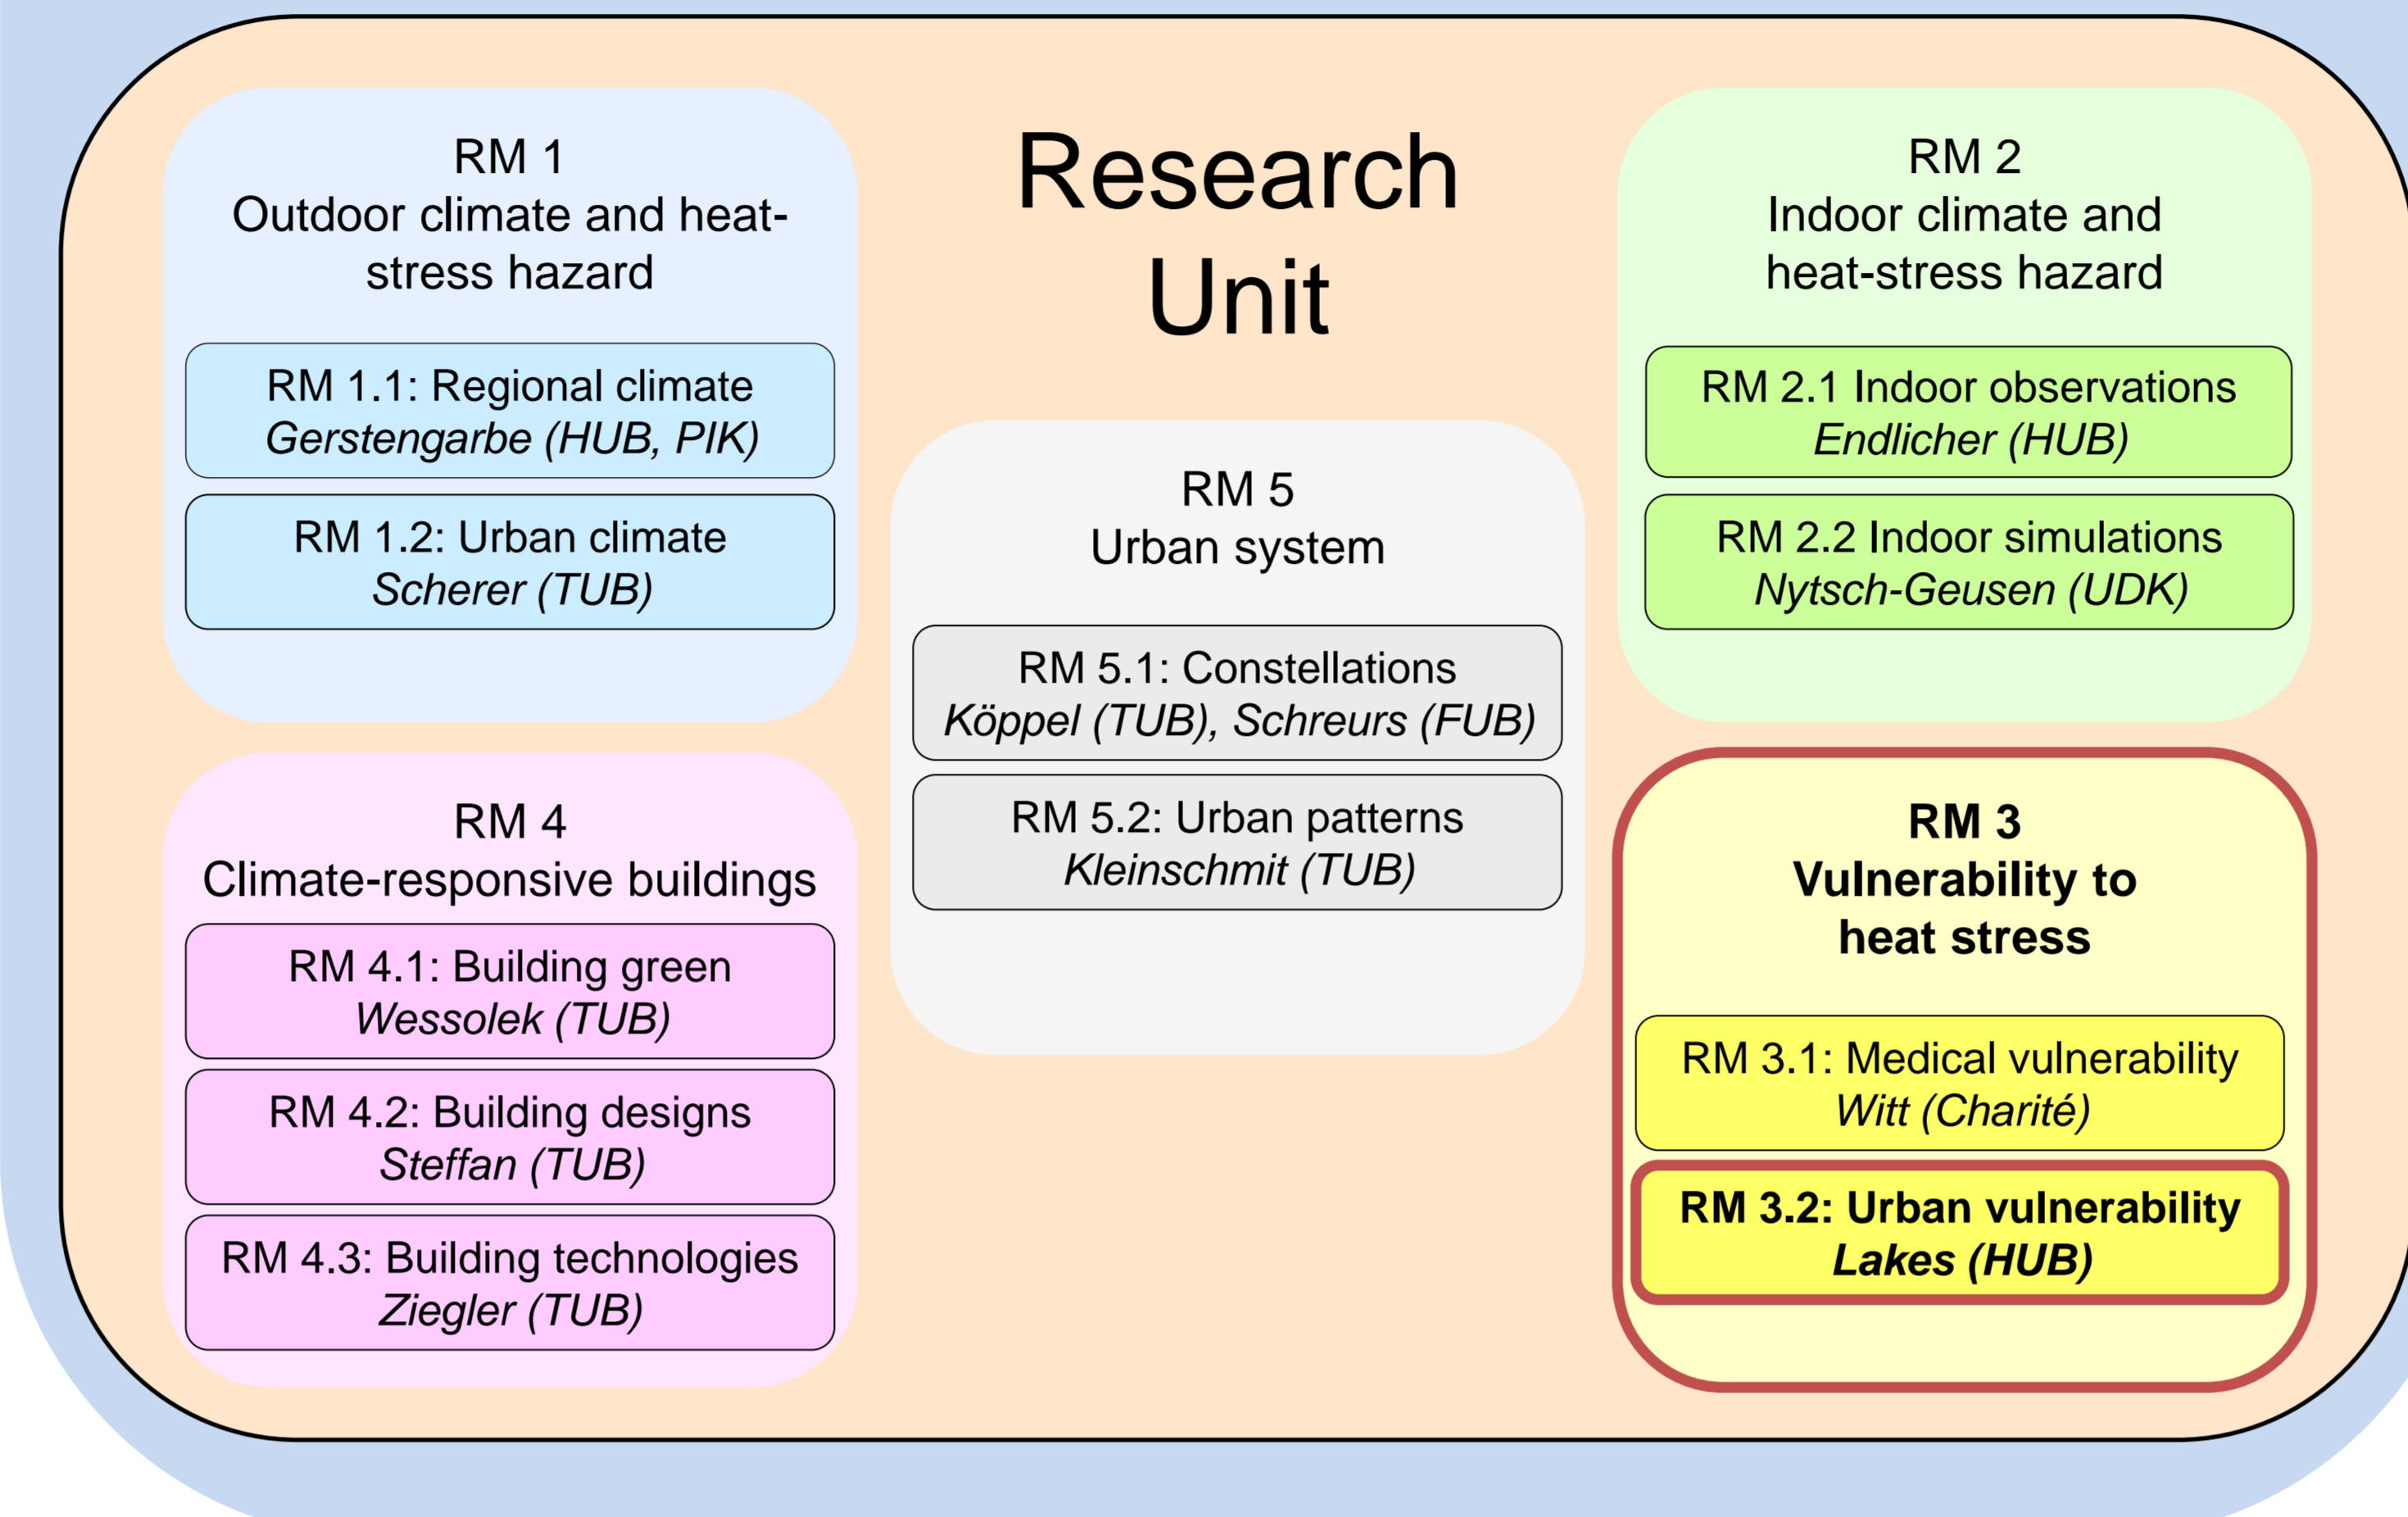 Research
Unit
RM 1
Outdoor climate and heat-
stress hazard
RM 1.1: Regional climate
Gerstengarbe (HUB, PIK)
RM 1.2: Urban climate
Scherer (TUB)
RM 2
Indoor climate and
heat-stress hazard
RM 2.1 Indoor observations
Endlicher (HUB)
RM 2.2 Indoor simulations
Nytsch-Geusen (UDK)
RM 5
Urban system
RM 5.1: Constellations
Köppel (TUB), Schreurs (FUB)
RM 5.2: Urban patterns
Kleinschmit (TUB)
RM 4
Climate-responsive buildings
RM 4.1: Building green
Wessolek (TUB)
RM 4.2: Building designs
Steffan (TUB)
RM 4.3: Building technologies
Ziegler (TUB)
RM 3
Vulnerability to
heat stress
RM 3.1: Medical vulnerability
Witt (Charité)
RM 3.2: Urban vulnerability
Lakes (HUB)